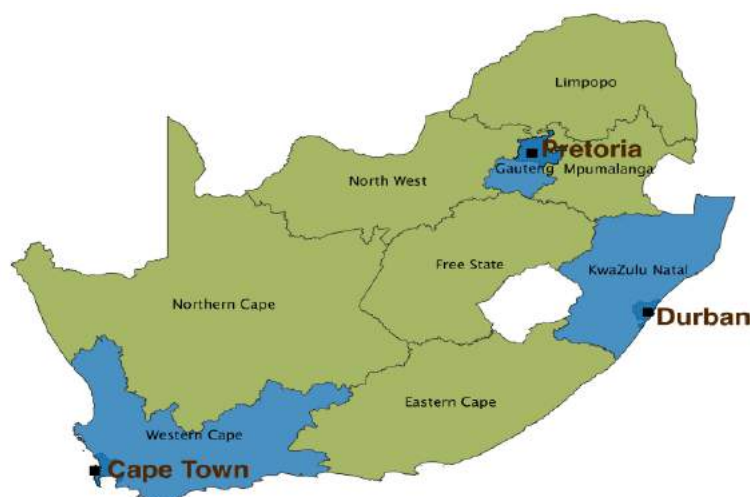 Limpopo
Pretoria
Gauteng Mpumalanga
North West
Free State
KwaZulu Natal
Northern Cape
Durban
Eastern Cape
Western Cape
Cape Town